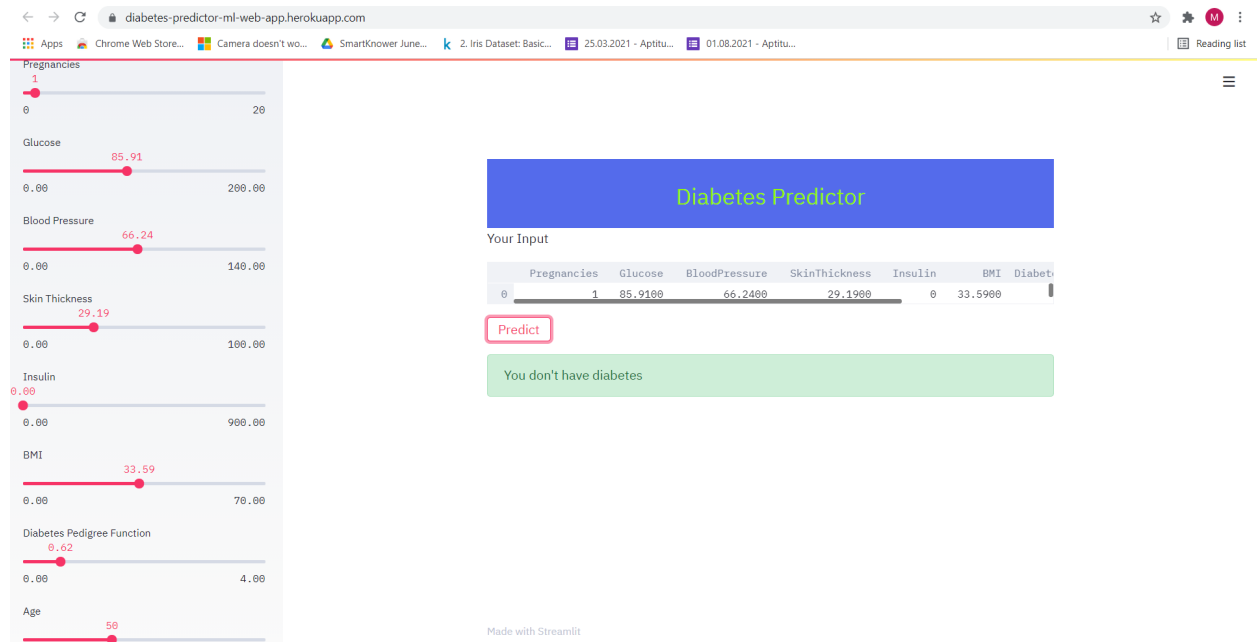 diabetes-predictor-ml-web-app.herokuapp.com
M
Apps Chrome Web Store... Camera doesn't wo... SmartKnower June... k 2. Iris Dataset: Basic... 25.03.2021 - Aptitu... 01.08.2021 - Aptitu... Reading list
Pregnancies
1
0 20
Glucose
85.91
0.00 200.00
Blood Pressure
66.24
0.00 140.00
Skin Thickness
29.19
0.00 100.00
Insulin
0.00
0.00 900.00
BMI
33.59
0.00 70.00
Diabetes Pedigree Function
0.62
0.00 4.00
Age
50
Diabetes Predictor
Your Input
Pregnancies Glucose BloodPressure SkinThickness Insulin BMI Diabet
0 1 85.9100 66.2400 29.1900 0 33.5900
Predict
You don't have diabetes
Made with Streamlit